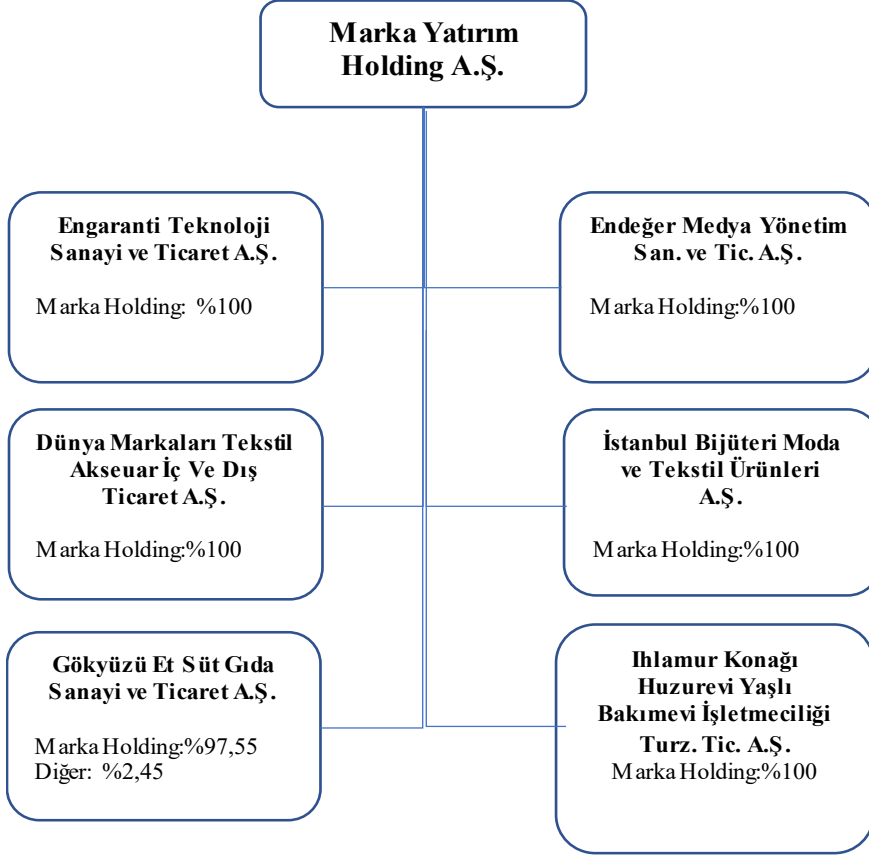 Marka Yatırım
Holding A.Ş.
Engaranti Teknoloji
Sanayi ve Ticaret A.Ş.
Marka Holding: %100
Endeğer Medya Yönetim
San. ve Tic. A.Ş.
Marka Holding:%100
Dünya Markaları Tekstil
Akseuar İç Ve Dış
Ticaret A.Ş.
Marka Holding:%100
İstanbul Bijüteri Moda
ve Tekstil Ürünleri
A.Ş.
Marka Holding:%100
Gökyüzü Et Süt Gıda
Sanayi ve Ticaret A.Ş.
Marka Holding:%97,55
Diğer: %2,45
Ihlamur Konağı
Huzurevi Yaşlı
Bakımevi İşletmeciliği
Turz. Tic. A.Ş.
Marka Holding:%100